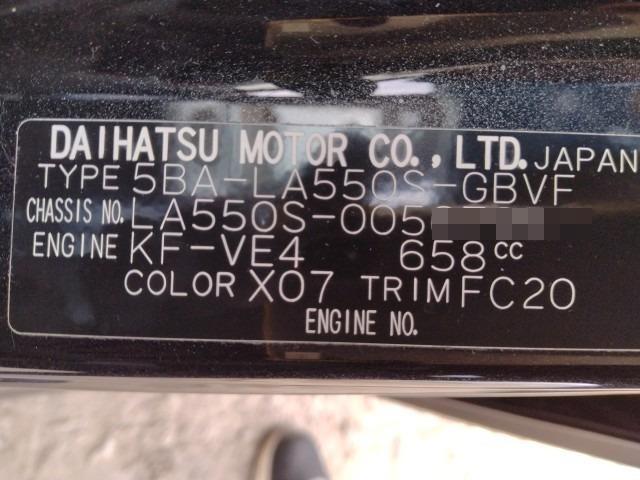 DAIHATSU MOTOR CO., LTD. JAPAN
TYPE 5BA-LA550S-GBVF
CHASSIS NO. LA550S-005
ENGINE KF-VE4 658cc
COLOR X07 TRIM FC20
ENGINE NO.